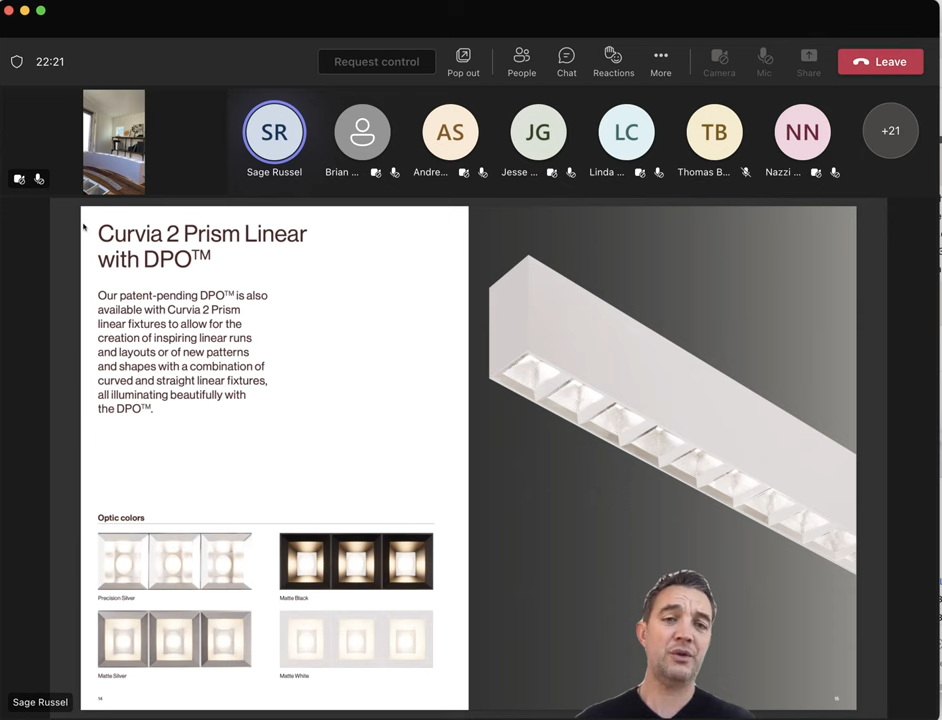 22:21
Request control
Pop out
People
Chat
Reactions
More
Camera
Mic
Share
Leave
SR
AS
JG
LC
TB
NN
+21
Sage Russel
Brian ...
Andre...
Jesse ...
Linda ...
Thomas B...
Nazzi ...
Curvia 2 Prism Linear
with DPO™
Our patent-pending DPO™ is also
available with Curvia 2 Prism
linear fixtures to allow for the
creation of inspiring linear runs
and layouts or of new patterns
and shapes with a combination of
curved and straight linear fixtures,
all illuminating beautifully with
the DPO™.
Optic colors
Precision Silver
Matte Black
Matte Silver
Matte White
14
Sage Russel